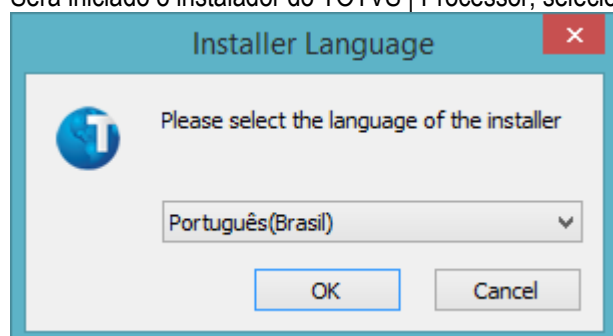 Será iniciado o instalador do TOTVS | Processor, selecio
Installer Language
Please select the language of the installer
Português(Brasil)
OK
Cancel